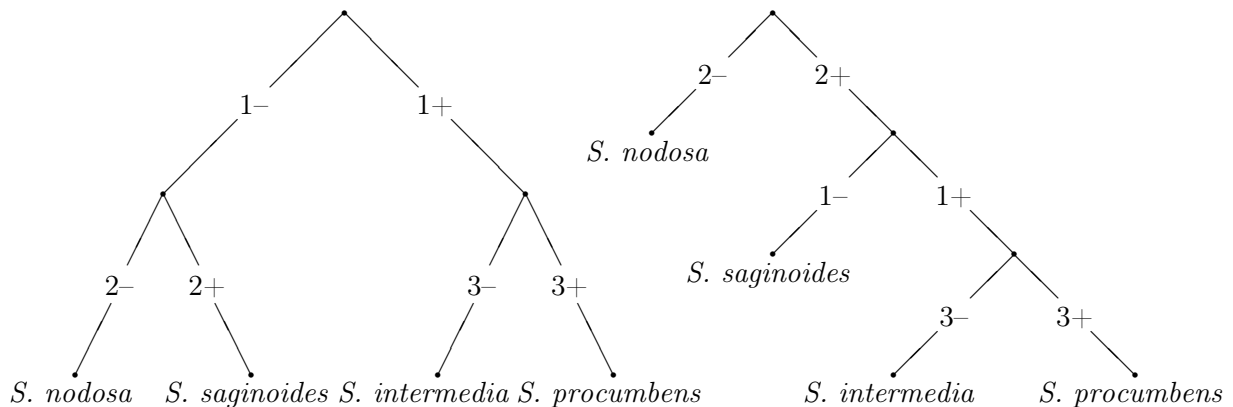 1– 1+
2– 2+ 3– 3+
S. nodosa S. saginoides S. intermedia S. procumbens
2– 2+
S. nodosa
1– 1+
S. saginoides
3– 3+
S. intermedia S. procumbens